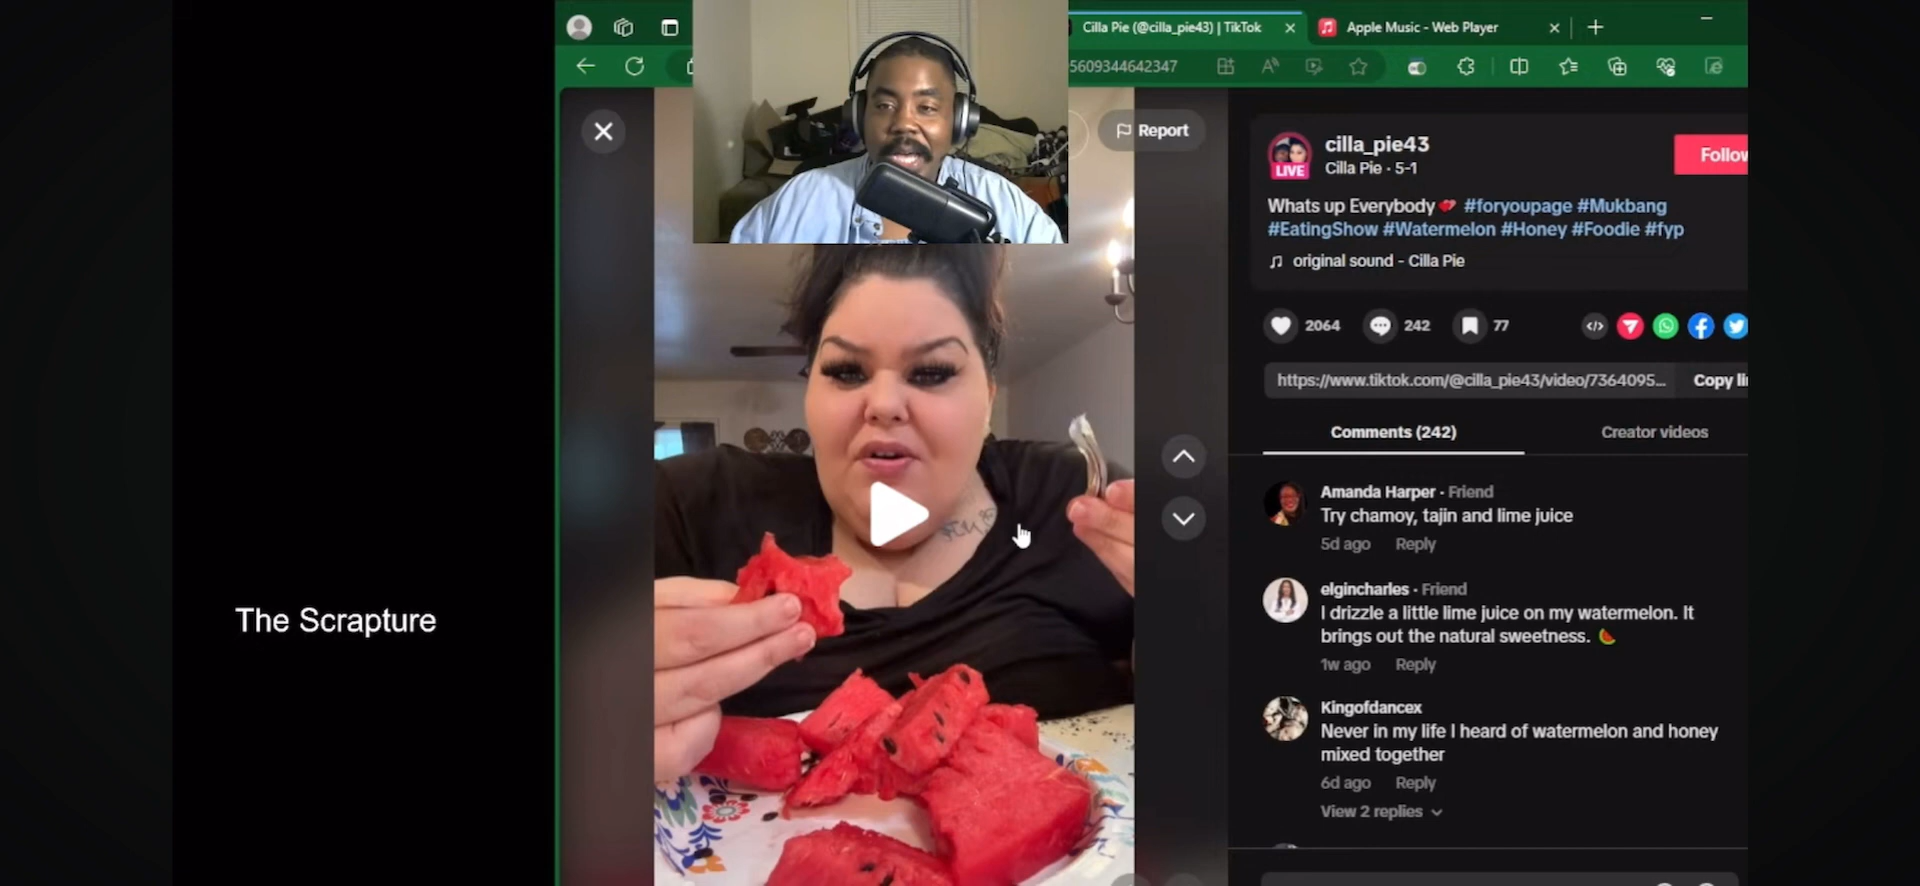 Cilla Pie (@cilla_pie43) | TikTok
Apple Music - Web Player
5609344642347
Report
cilla_pie43
LIVE
Cilla Pie · 5-1
Follow
Whats up Everybody #foryoupage #Mukbang
#EatingShow #Watermelon #Honey #Foodie #fyp
original sound - Cilla Pie
2064
242
77
https://www.tiktok.com/@cilla_pie43/video/7364095...
Copy li
Comments (242)
Creator videos
Amanda Harper · Friend
Try chamoy, tajin and lime juice
5d ago Reply
elgincharles · Friend
I drizzle a little lime juice on my watermelon. It
brings out the natural sweetness. 🍉
1w ago Reply
Kingofdancex
Never in my life I heard of watermelon and honey
mixed together
6d ago Reply
View 2 replies
The Scrapture